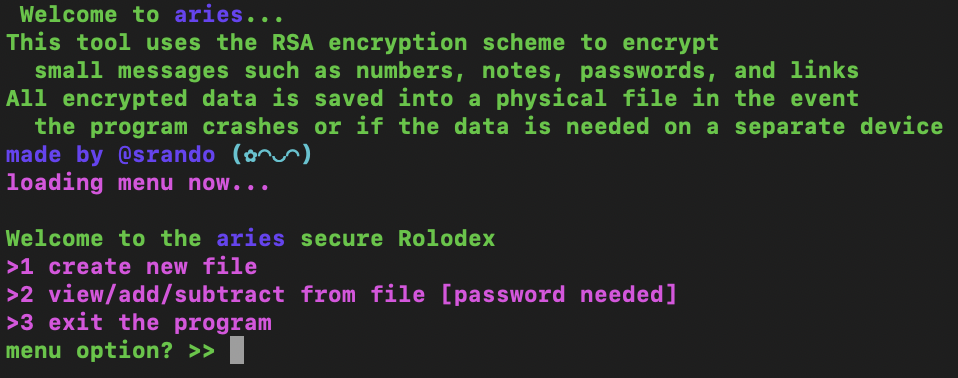 Welcome to aries...
This tool uses the RSA encryption scheme to encrypt
small messages such as numbers, notes, passwords, and links
All encrypted data is saved into a physical file in the event
the program crashes or if the data is needed on a separate device
made by @srando (✿◠◡◠)
loading menu now...
Welcome to the aries secure Rolodex
>1 create new file
>2 view/add/subtract from file [password needed]
>3 exit the program
menu option? >>